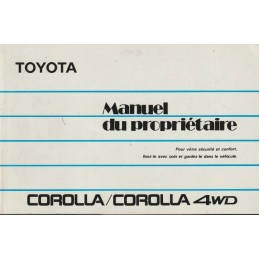 TOYOTA
Manuel
du propriétaire
Pour vôtre sécurité et confort,
lisez-le avec soin et gardez-le dans le véhicule.
COROLLA/COROLLA 4WD